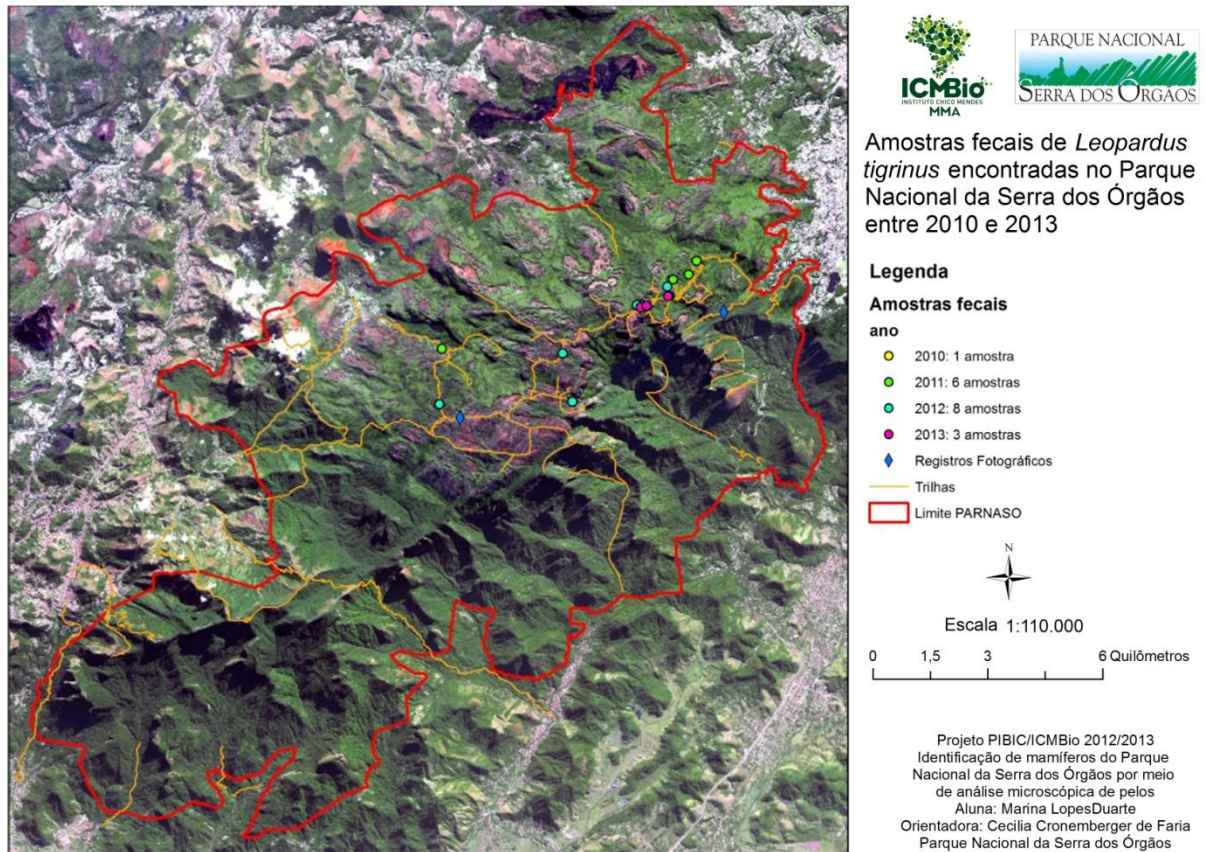 ICMBio
INSTITUTO CHICO MENDES
MMA
PARQUE NACIONAL
SERRA DOS ÓRGÃOS
Amostras fecais de Leopardus
tigrinus encontradas no Parque
Nacional da Serra dos Órgãos
entre 2010 e 2013
Legenda
Amostras fecais
ano
2010: 1 amostra
2011: 6 amostras
2012: 8 amostras
2013: 3 amostras
Registros Fotográficos
Trilhas
Limite PARNASO
N
Escala 1:110.000
0 1,5 3 6 Quilômetros
Projeto PIBIC/ICMBio 2012/2013
Identificação de mamíferos do Parque
Nacional da Serra dos Órgãos por meio
de análise microscópica de pelos
Aluna: Marina LopesDuarte
Orientadora: Cecilia Cronemberger de Faria
Parque Nacional da Serra dos Órgãos